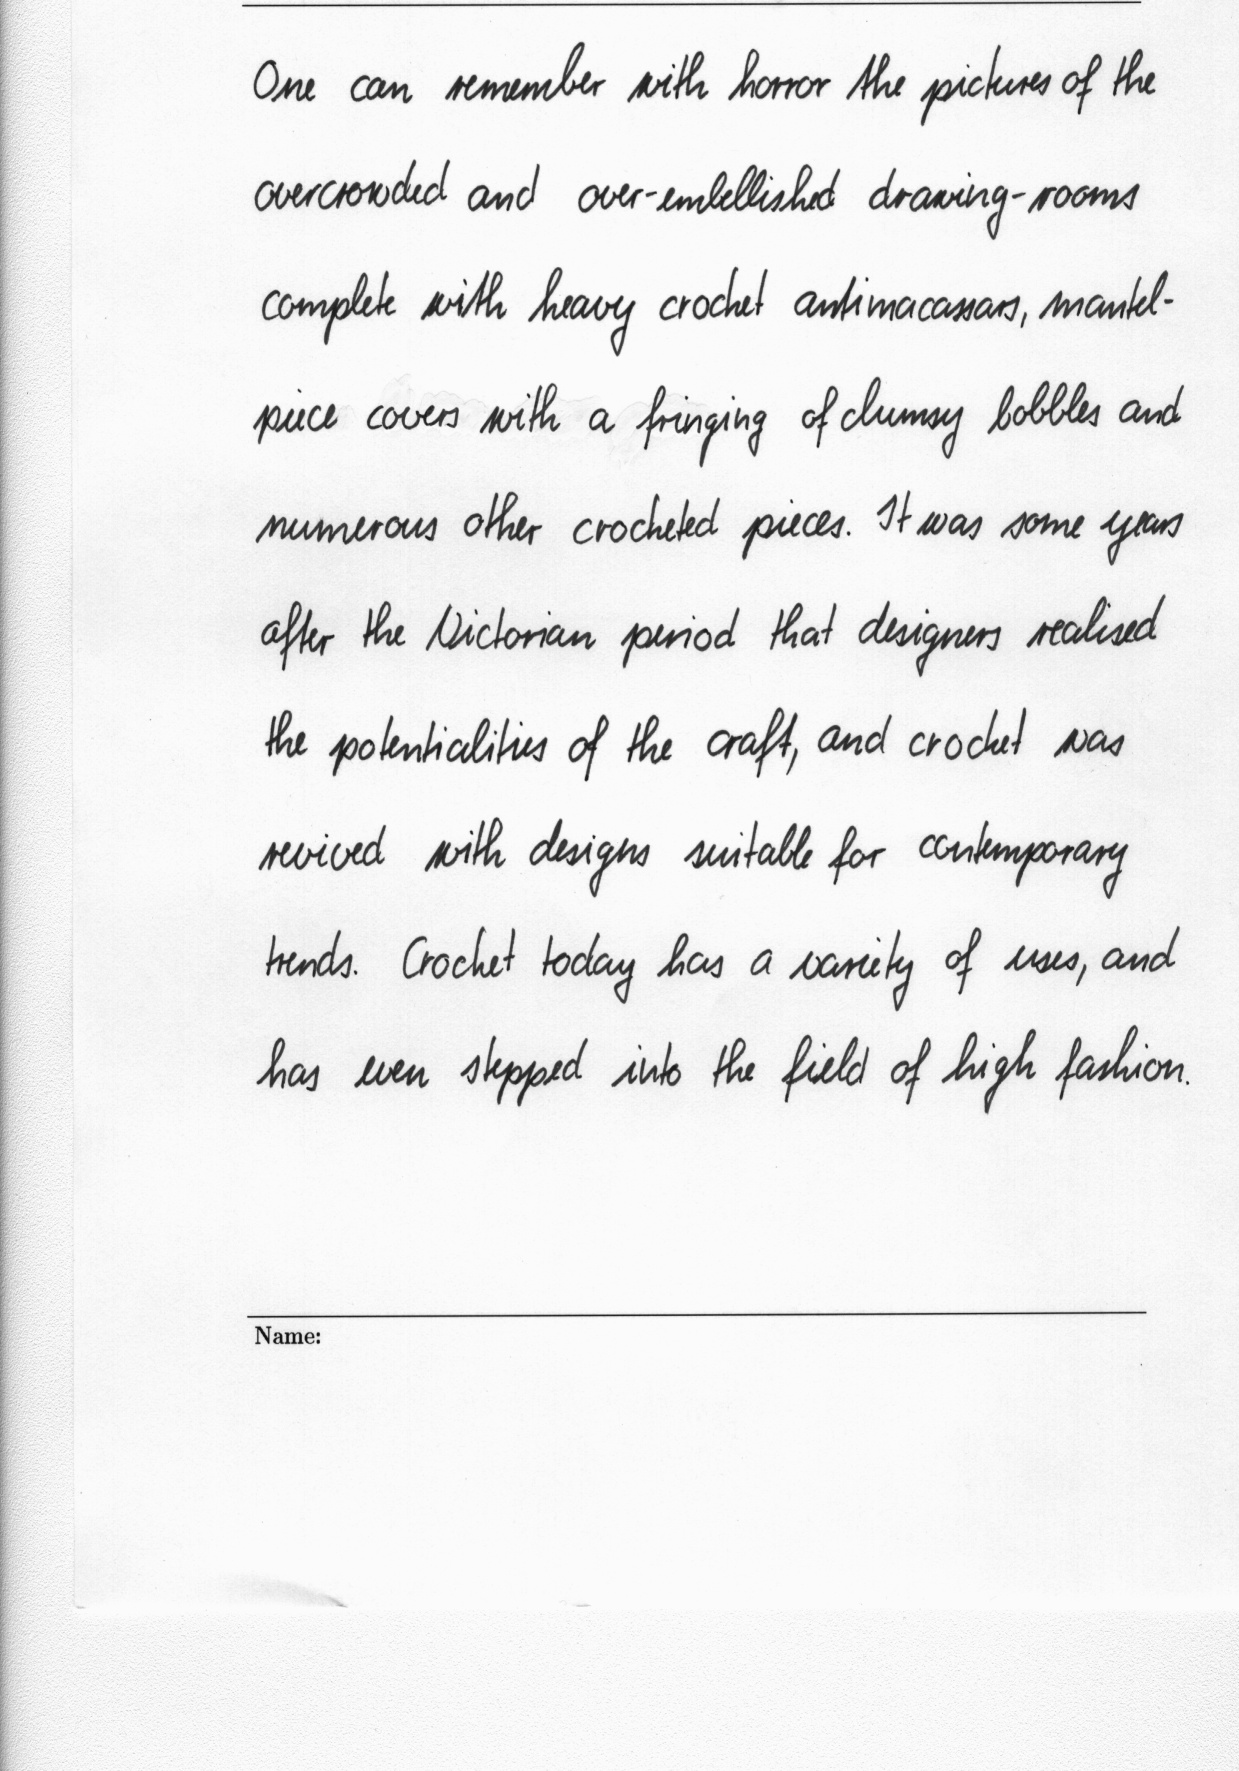 One can remember with horror the pictures of the
overcrowded and over-embellished drawing-rooms
complete with heavy crochet antimacassars, mantel-
piece covers with a fringing of clumsy bobbles and
numerous other crocheted pieces. It was some years
after the Victorian period that designers realised
the potentialities of the craft, and crochet was
revived with designs suitable for contemporary
trends. Crochet today has a variety of uses, and
has even stepped into the field of high fashion.
Name: